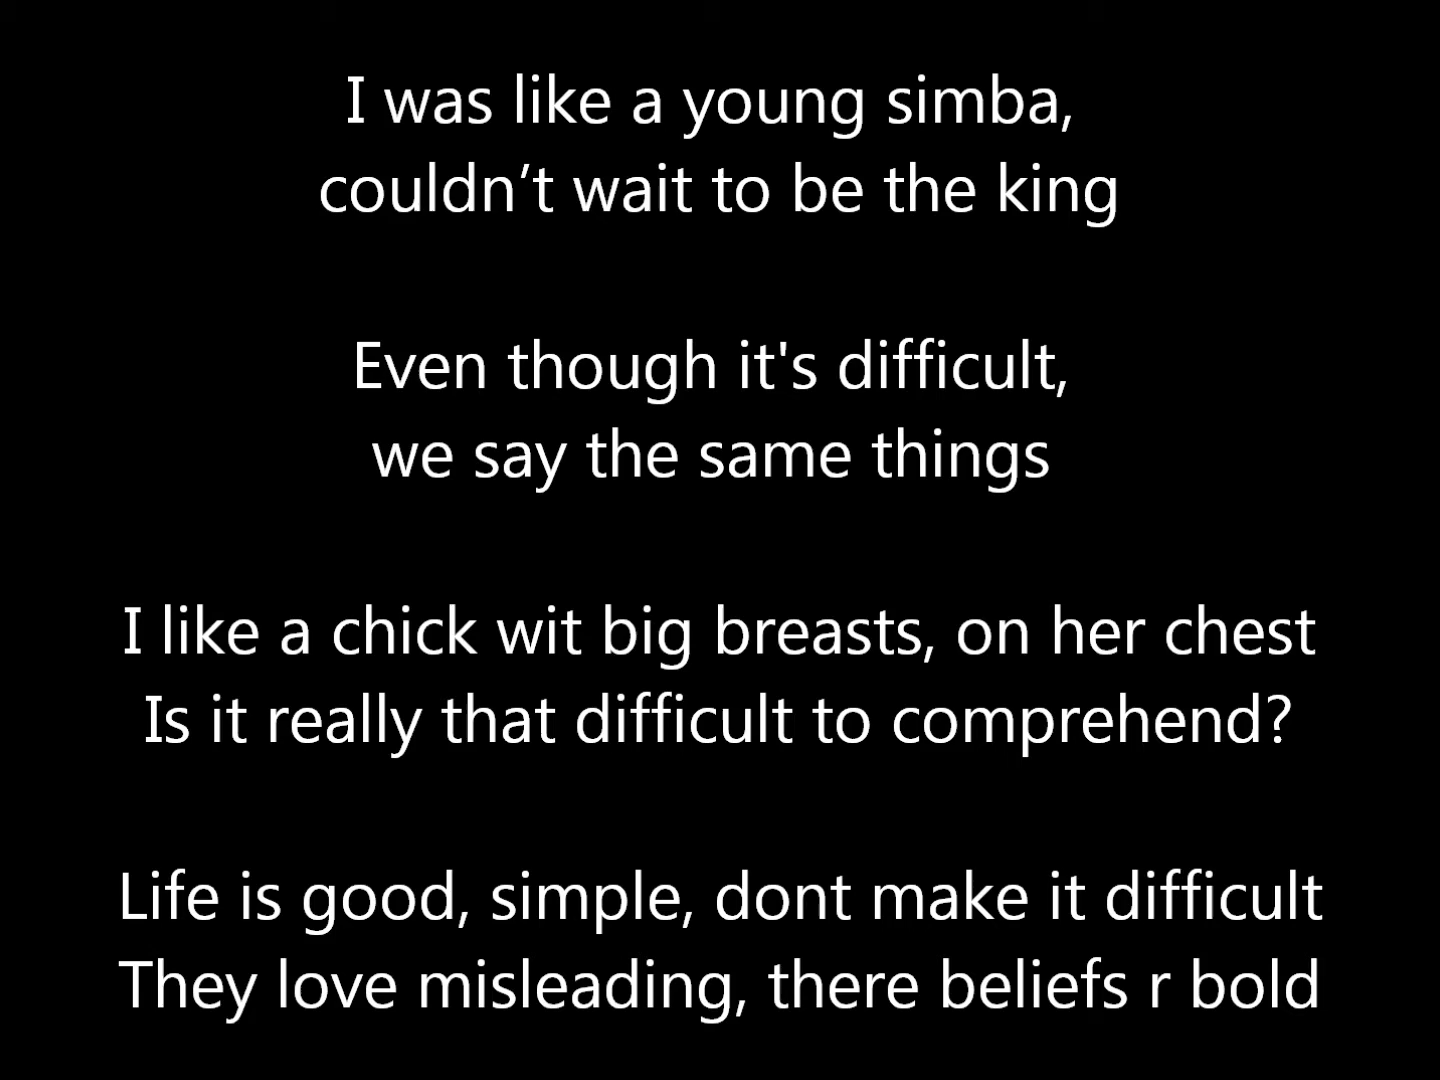 I was like a young simba,
couldn’t wait to be the king
Even though it's difficult,
we say the same things
I like a chick wit big breasts, on her chest
Is it really that difficult to comprehend?
Life is good, simple, dont make it difficult
They love misleading, there beliefs r bold